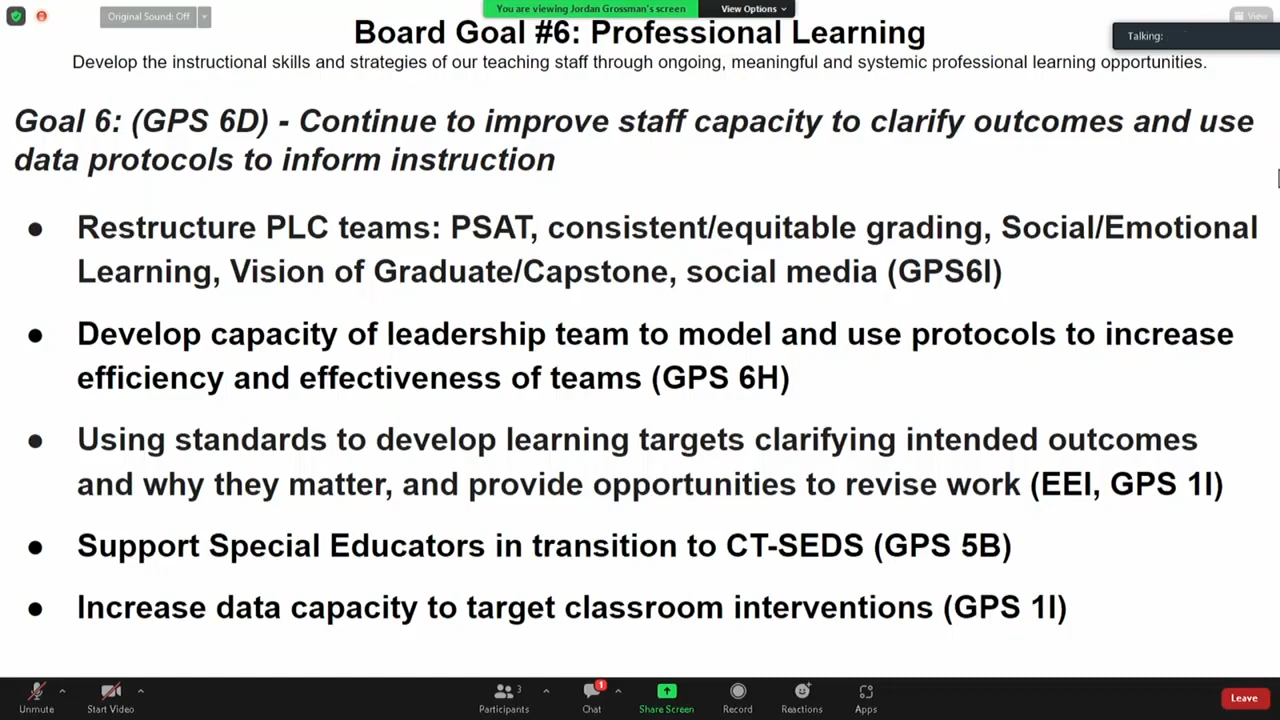 You are viewing Jordan Grossman's screen
View Options
Original Sound: Off
View
Board Goal #6: Professional Learning
Talking:
Develop the instructional skills and strategies of our teaching staff through ongoing, meaningful and systemic professional learning opportunities.
Goal 6: (GPS 6D) - Continue to improve staff capacity to clarify outcomes and use
data protocols to inform instruction
● Restructure PLC teams: PSAT, consistent/equitable grading, Social/Emotional
Learning, Vision of Graduate/Capstone, social media (GPS6I)
● Develop capacity of leadership team to model and use protocols to increase
efficiency and effectiveness of teams (GPS 6H)
● Using standards to develop learning targets clarifying intended outcomes
and why they matter, and provide opportunities to revise work (EEI, GPS 1I)
● Support Special Educators in transition to CT-SEDS (GPS 5B)
● Increase data capacity to target classroom interventions (GPS 1I)
Unmute
Start Video
3
Participants
1
Chat
Share Screen
Record
Reactions
Apps
Leave